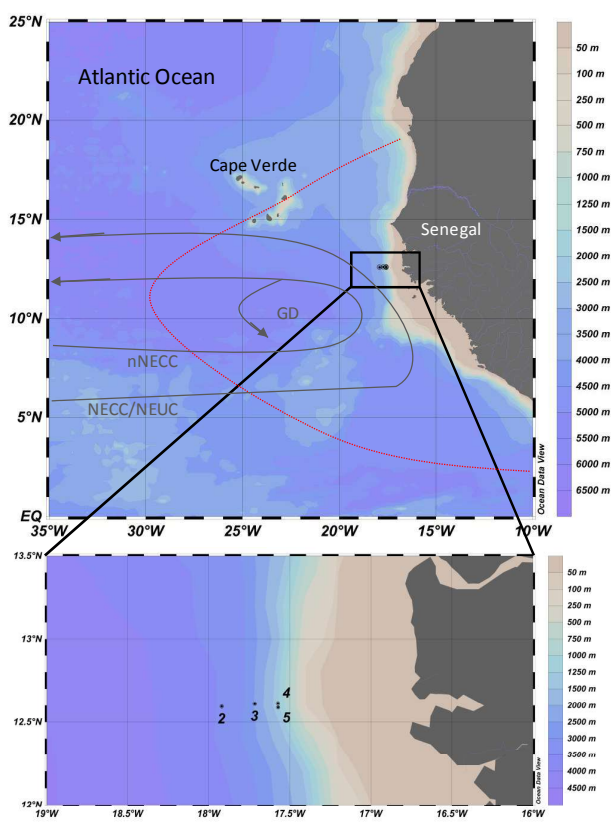 25°N
Atlantic Ocean
50 m
100 m
20°N
250 m
500 m
Cape Verde
750 m
1000 m
1250 m
15°N
Senegal
1500 m
1750 m
2000 m
2500 m
3000 m
10°N
GD
3500 m
4000 m
nNECC
4500 m
5°N
NECC/NEUC
5000 m
5500 m
6000 m
6500 m
Ocean Data View
EQ
35°W
30°W
25°W
20°W
15°W
10°W
13.5°N
50 m
100 m
250 m
13°N
500 m
750 m
1000 m
1250 m
1500 m
1750 m
2000 m
4
12.5°N
2
3
5
2500 m
3000 m
3500 m
4000 m
4500 m
Ocean Data View
12°N
19°W
18.5°W
18°W
17.5°W
17°W
16.5°W
16°W